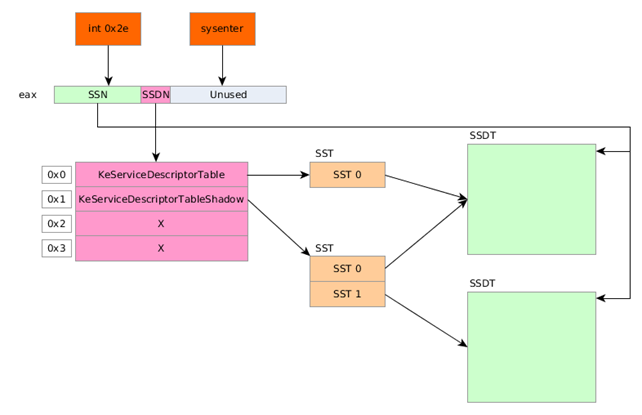 int 0x2e
sysenter
eax
SSN
SSDN
Unused
SSDT
SST
0x0
KeServiceDescriptorTable
SST 0
0x1
KeServiceDescriptorTableShadow
0x2
X
0x3
X
SST
SST 0
SST 1
SSDT